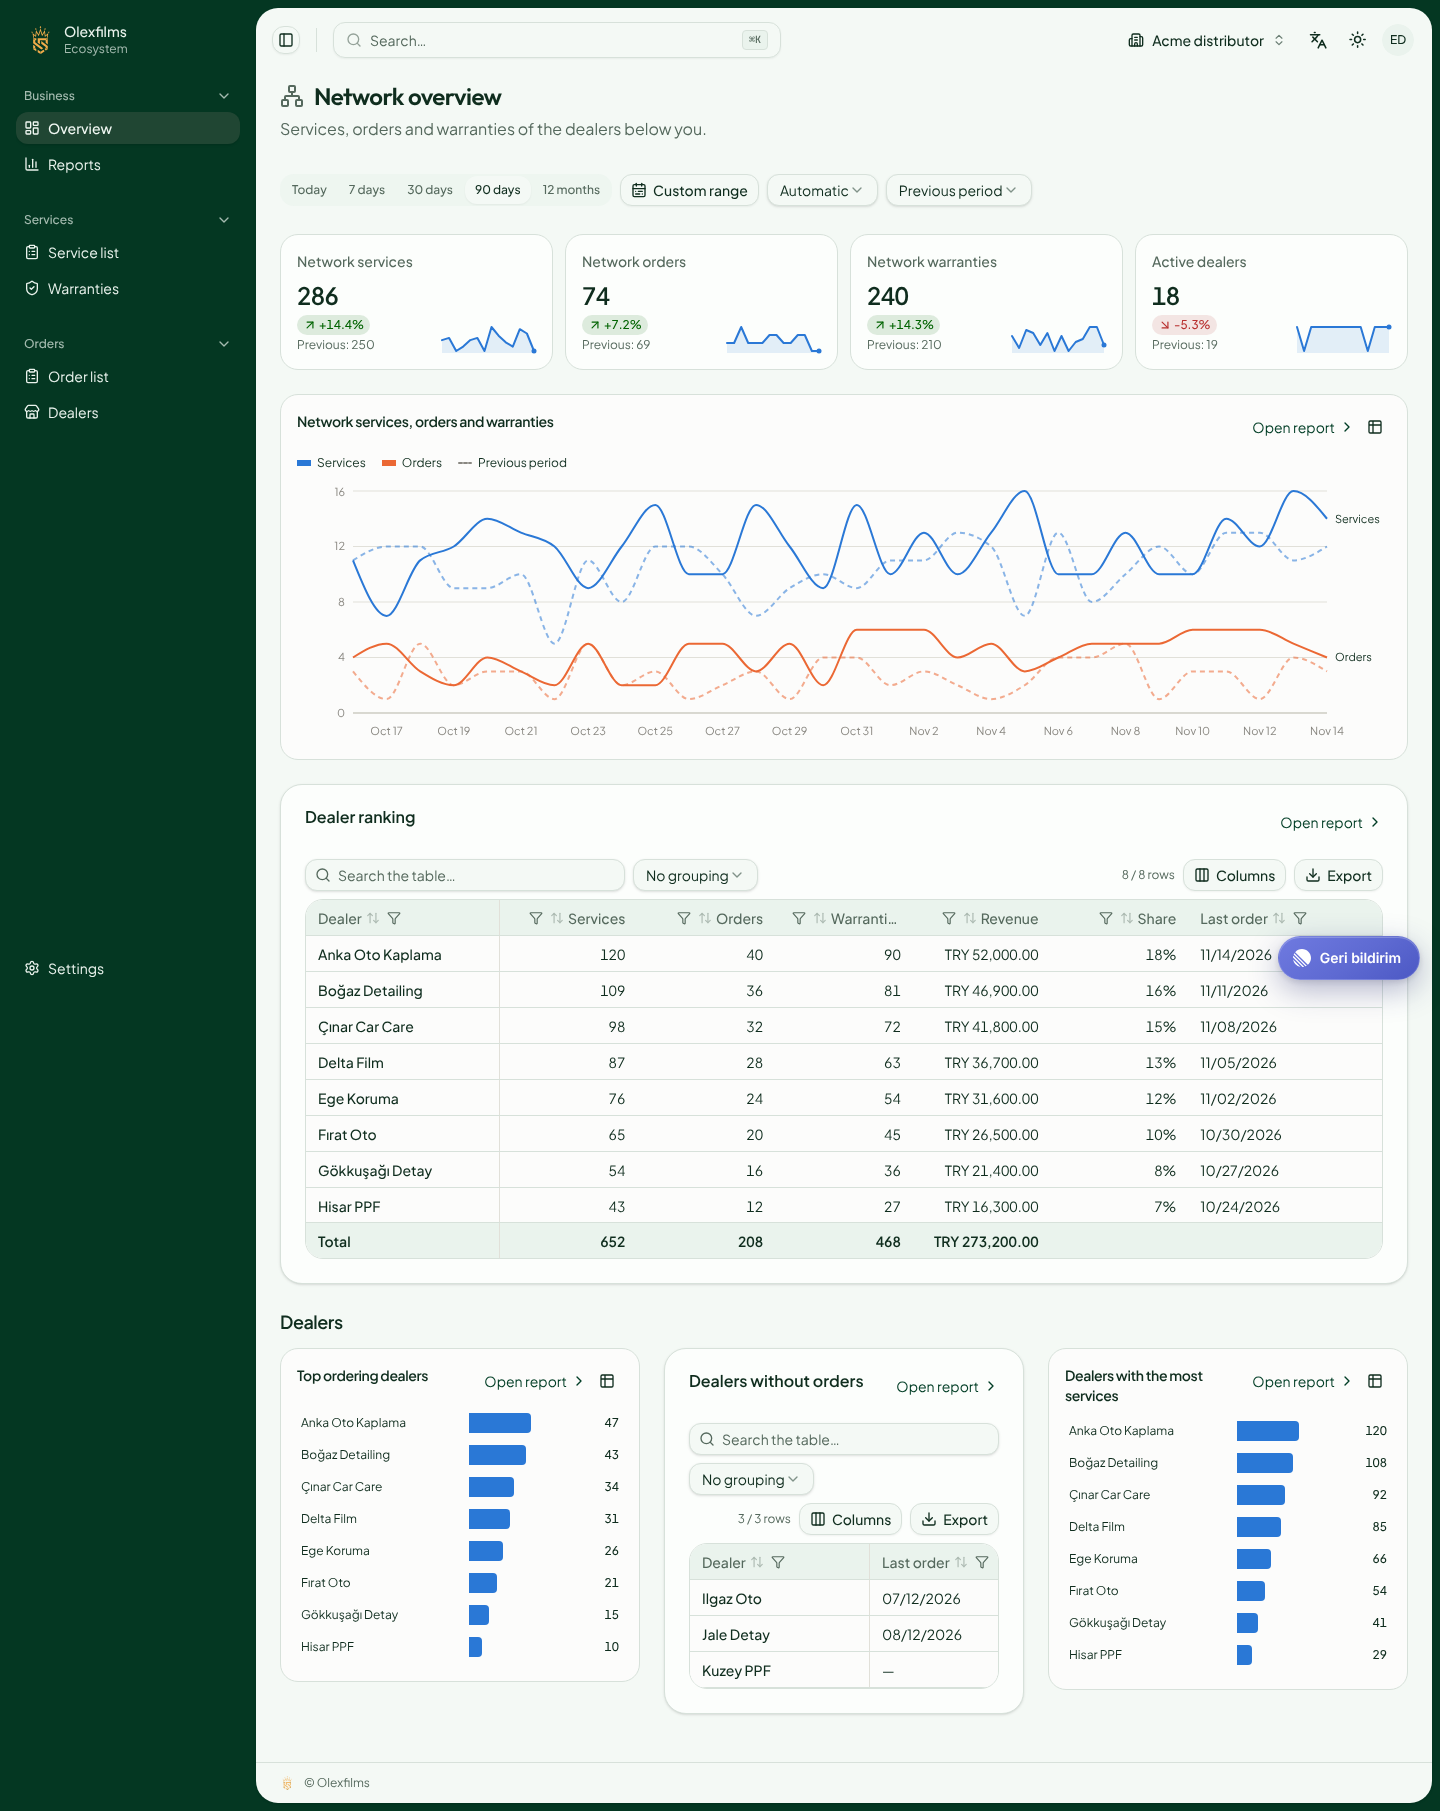 Olexfilms
Ecosystem
Business
Overview
Reports
Services
Service list
Warranties
Orders
Order list
Dealers
Settings
Search...
⌘K
Acme distributor
ED
Network overview
Services, orders and warranties of the dealers below you.
Today 7 days 30 days 90 days 12 months Custom range Automatic Previous period
Network services
286
+14.4%
Previous: 250
Network orders
74
+7.2%
Previous: 69
Network warranties
240
+14.3%
Previous: 210
Active dealers
18
-5.3%
Previous: 19
Network services, orders and warranties
Open report
Services Orders Previous period
16
12
8
4
0
Services
Orders
Oct 17 Oct 19 Oct 21 Oct 23 Oct 25 Oct 27 Oct 29 Oct 31 Nov 2 Nov 4 Nov 6 Nov 8 Nov 10 Nov 12 Nov 14
Dealer ranking
Open report
Search the table...
No grouping
8 / 8 rows
Columns
Export
Dealer Services Orders Warranti... Revenue Share Last order
Anka Oto Kaplama 120 40 90 TRY 52,000.00 18% 11/14/2026
Geri bildirim
Boğaz Detailing 109 36 81 TRY 46,900.00 16% 11/11/2026
Çınar Car Care 98 32 72 TRY 41,800.00 15% 11/08/2026
Delta Film 87 28 63 TRY 36,700.00 13% 11/05/2026
Ege Koruma 76 24 54 TRY 31,600.00 12% 11/02/2026
Fırat Oto 65 20 45 TRY 26,500.00 10% 10/30/2026
Gökkuşağı Detay 54 16 36 TRY 21,400.00 8% 10/27/2026
Hisar PPF 43 12 27 TRY 16,300.00 7% 10/24/2026
Total 652 208 468 TRY 273,200.00
Dealers
Top ordering dealers
Open report
Anka Oto Kaplama 47
Boğaz Detailing 43
Çınar Car Care 34
Delta Film 31
Ege Koruma 26
Fırat Oto 21
Gökkuşağı Detay 15
Hisar PPF 10
Dealers without orders
Open report
Search the table...
No grouping
3 / 3 rows
Columns
Export
Dealer Last order
Ilgaz Oto 07/12/2026
Jale Detay 08/12/2026
Kuzey PPF —
Dealers with the most
services
Open report
Anka Oto Kaplama 120
Boğaz Detailing 108
Çınar Car Care 92
Delta Film 85
Ege Koruma 66
Fırat Oto 54
Gökkuşağı Detay 41
Hisar PPF 29
© Olexfilms